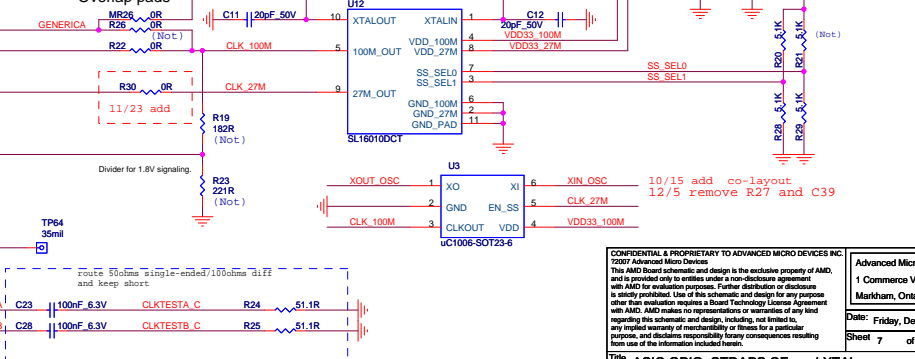 Overlap pads
MR26 0R
R26 0R
GENERICA
(Not)
R22 0R
CLK_100M
R30 0R
CLK_27M
11/23 add
R19
182R
(Not)
Divider for 1.8V signaling.
R23
221R
(Not)
C11 20pF_50V
U12
10 XTALOUT XTALIN 1
5 100M_OUT
9 27M_OUT
VDD_100M 4
VDD_27M 8
SS_SEL0 7
SS_SEL1 3
GND_100M 6
GND_27M 2
GND_PAD 11
SL16010DCT
C12
20pF_50V
VDD33_100M
VDD33_27M
SS_SEL0
SS_SEL1
R20 5.1K
R21 5.1K
(Not)
R28 5.1K
R29 5.1K
U3
XOUT_OSC 1 XO XI 6 XIN_OSC
2 GND EN_SS 5 CLK_27M
CLK_100M 3 CLKOUT VDD 4 VDD33_100M
uC1006-SOT23-6
10/15 add co-layout
12/5 remove R27 and C39
TP64
35mil
route 50ohms single-ended/100ohms diff
and keep short
C23 100nF_6.3V CLKTESTA_C R24 51.1R
C28 100nF_6.3V CLKTESTB_C R25 51.1R
CONFIDENTIAL & PROPRIETARY TO ADVANCED MICRO DEVICES INC.
?2007 Advanced Micro Devices
This AMD Board schematic and design is the exclusive property of AMD,
and is provided only to entities under a non-disclosure agreement
with AMD for evaluation purposes. Further distribution or disclosure
is strictly prohibited. Use of this schematic and design for any purpose
other than evaluation requires a Board Technology License Agreement
with AMD. AMD makes no representations or warranties of any kind
regarding this schematic and design, including, not limited to,
any implied warranty of merchantibility or fitness for a particular
purpose, and disclaims responsibility forany consequences resulting
from use of the information included herein.
Advanced Micr
1 Commerce V
Markham, Onta
Date: Friday, De
Sheet 7 of
Title